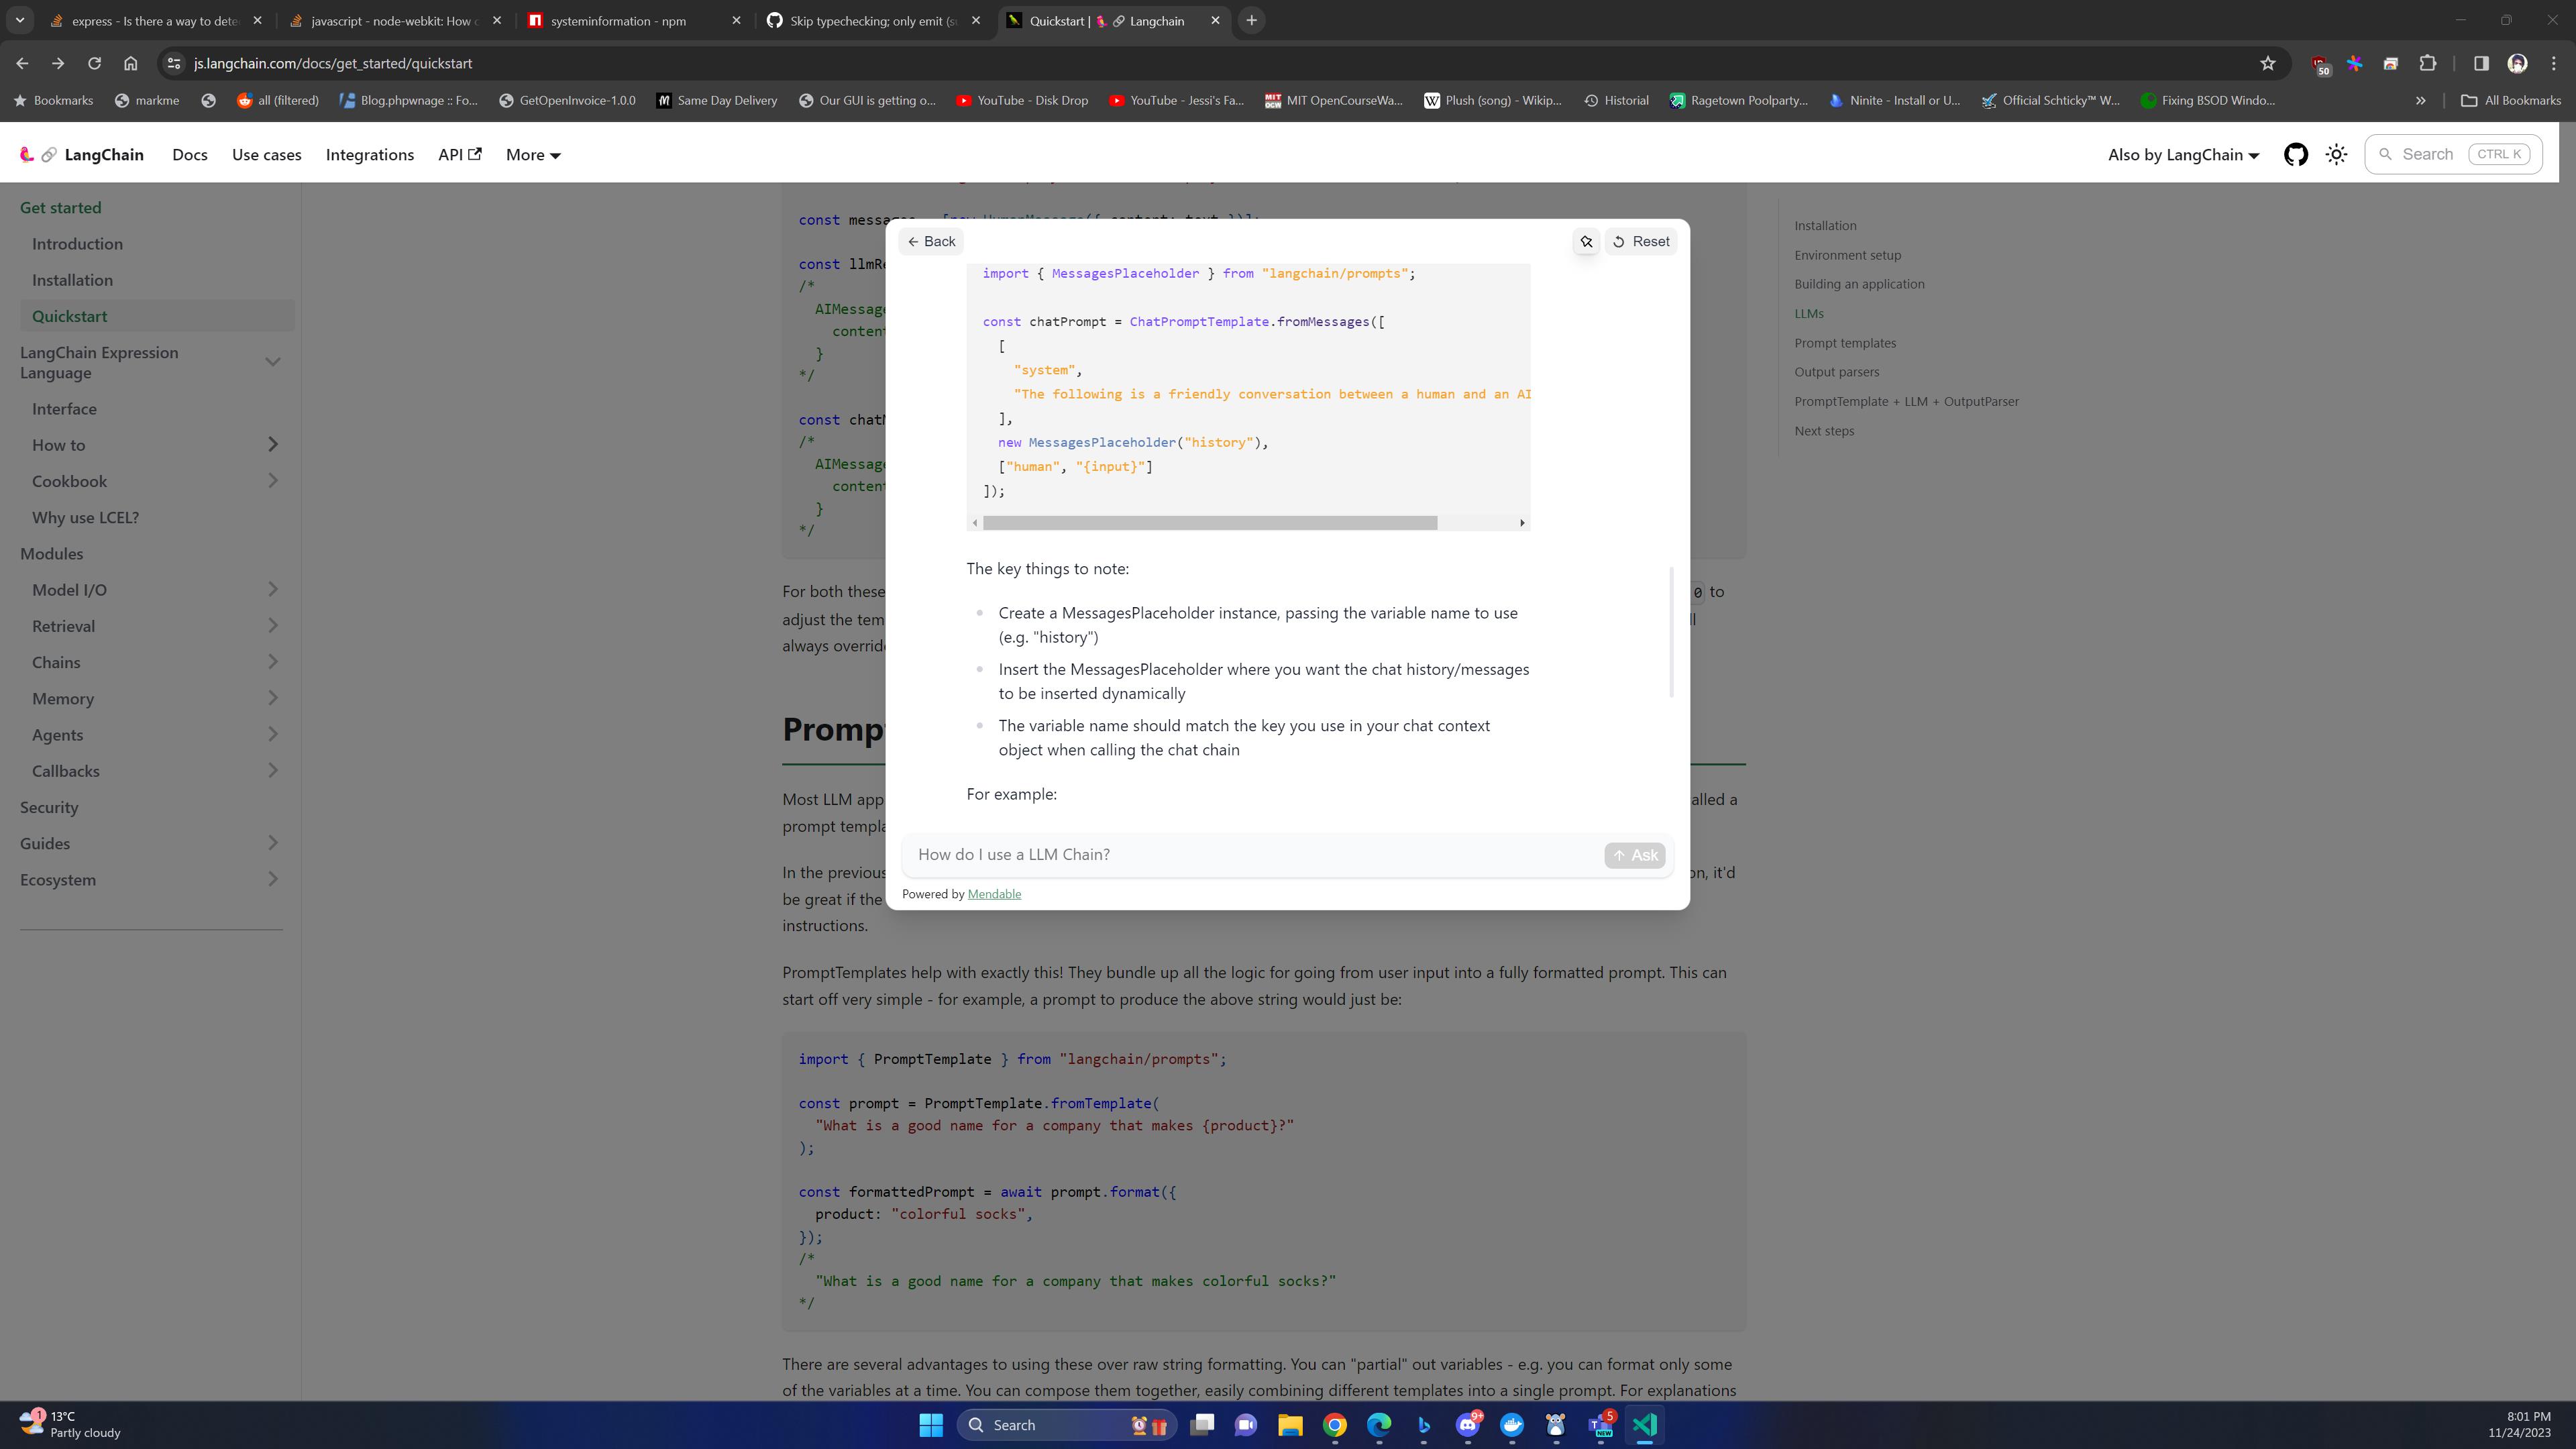 express - Is there a way to dete
javascript - node-webkit: How c
systeminformation - npm
Skip typechecking; only emit (su
Quickstart | Langchain
js.langchain.com/docs/get_started/quickstart
50
Bookmarks
markme
all (filtered)
Blog.phpwnage :: Fo...
GetOpenInvoice-1.0.0
Same Day Delivery
Our GUI is getting o...
YouTube - Disk Drop
YouTube - Jessi's Fa...
MIT OpenCourseWa...
Plush (song) - Wikip...
Historial
Ragetown Poolparty...
Ninite - Install or U...
Official Schticky™ W...
Fixing BSOD Windo...
All Bookmarks
LangChain
Docs
Use cases
Integrations
API
More
Also by LangChain
Search
CTRL K
Get started
Introduction
Installation
Quickstart
LangChain Expression
Language
Interface
How to
Cookbook
Why use LCEL?
Modules
Model I/O
Retrieval
Chains
Memory
Agents
Callbacks
Security
Guides
Ecosystem
const messages
const llmRe
/*
AIMessage
content
}
*/
const chatM
/*
AIMessage
content
}
*/
For both these
0 to
adjust the tem
ll
always override
Prompt
Most LLM app
alled a
prompt templa
In the previous
on, it'd
be great if the
instructions.
PromptTemplates help with exactly this! They bundle up all the logic for going from user input into a fully formatted prompt. This can
start off very simple - for example, a prompt to produce the above string would just be:
import { PromptTemplate } from "langchain/prompts";
const prompt = PromptTemplate.fromTemplate(
"What is a good name for a company that makes {product}?"
);
const formattedPrompt = await prompt.format({
product: "colorful socks",
});
/*
"What is a good name for a company that makes colorful socks?"
*/
There are several advantages to using these over raw string formatting. You can "partial" out variables - e.g. you can format only some
of the variables at a time. You can compose them together, easily combining different templates into a single prompt. For explanations
Back
Reset
import { MessagesPlaceholder } from "langchain/prompts";
const chatPrompt = ChatPromptTemplate.fromMessages([
[
"system",
"The following is a friendly conversation between a human and an AI
],
new MessagesPlaceholder("history"),
["human", "{input}"]
]);
The key things to note:
Create a MessagesPlaceholder instance, passing the variable name to use
(e.g. "history")
Insert the MessagesPlaceholder where you want the chat history/messages
to be inserted dynamically
The variable name should match the key you use in your chat context
object when calling the chat chain
For example:
How do I use a LLM Chain?
Ask
Powered by Mendable
Installation
Environment setup
Building an application
LLMs
Prompt templates
Output parsers
PromptTemplate + LLM + OutputParser
Next steps
1
13°C
Partly cloudy
Search
9+
5
NEW
8:01 PM
11/24/2023